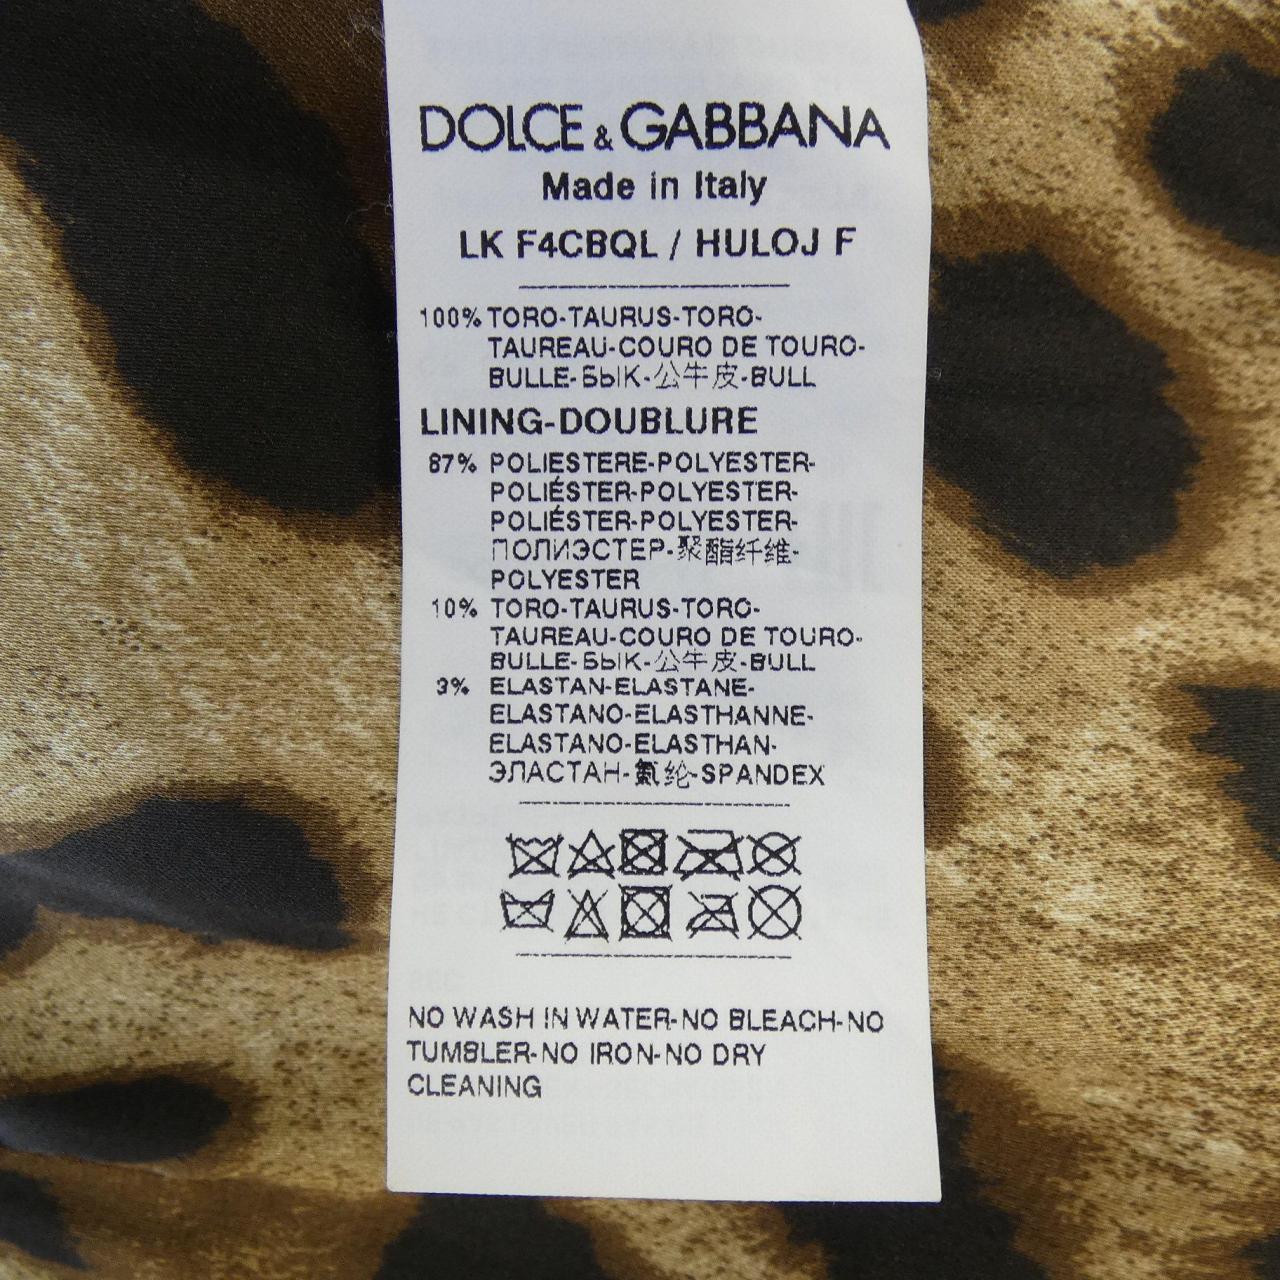 DOLCE & GABBANA
Made in Italy
LK F4CBQL / HULOJ F
100% TORO-TAURUS-TORO-
TAUREAU-COURO DE TOURO-
BULLE-БЫК-公牛皮-BULL
LINING-DOUBLURE
87% POLIESTERE-POLYESTER-
POLIÉSTER-POLYESTER-
POLIÉSTER-POLYESTER-
ПОЛИЭСТЕР-聚酯纤维-
POLYESTER
10% TORO-TAURUS-TORO-
TAUREAU-COURO DE TOURO-
BULLE-БЫК-公牛皮-BULL
3% ELASTAN-ELASTANE-
ELASTANO-ELASTHANNE-
ELASTANO-ELASTHAN-
ЭЛАСТАН-氨纶-SPANDEX
NO WASH IN WATER-NO BLEACH-NO
TUMBLER-NO IRON-NO DRY
CLEANING